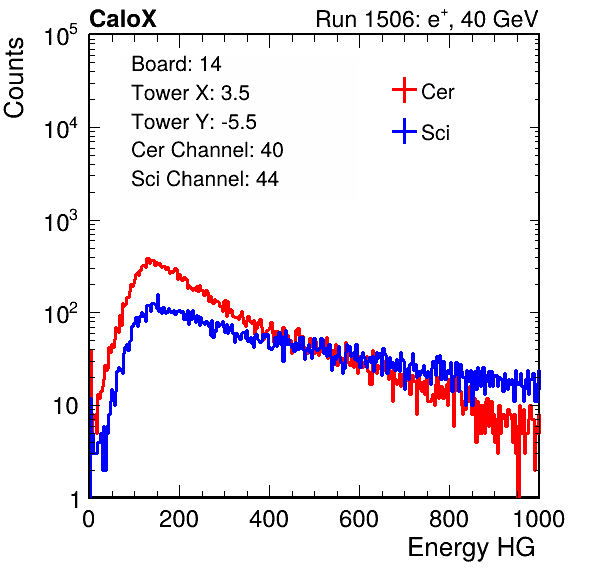 CaloX Run 1506: e⁺, 40 GeV
Counts
Board: 14
Tower X: 3.5
Tower Y: -5.5
Cer Channel: 40
Sci Channel: 44
Cer
Sci
10⁵
10⁴
10³
10²
10
1
0 200 400 600 800 1000
Energy HG